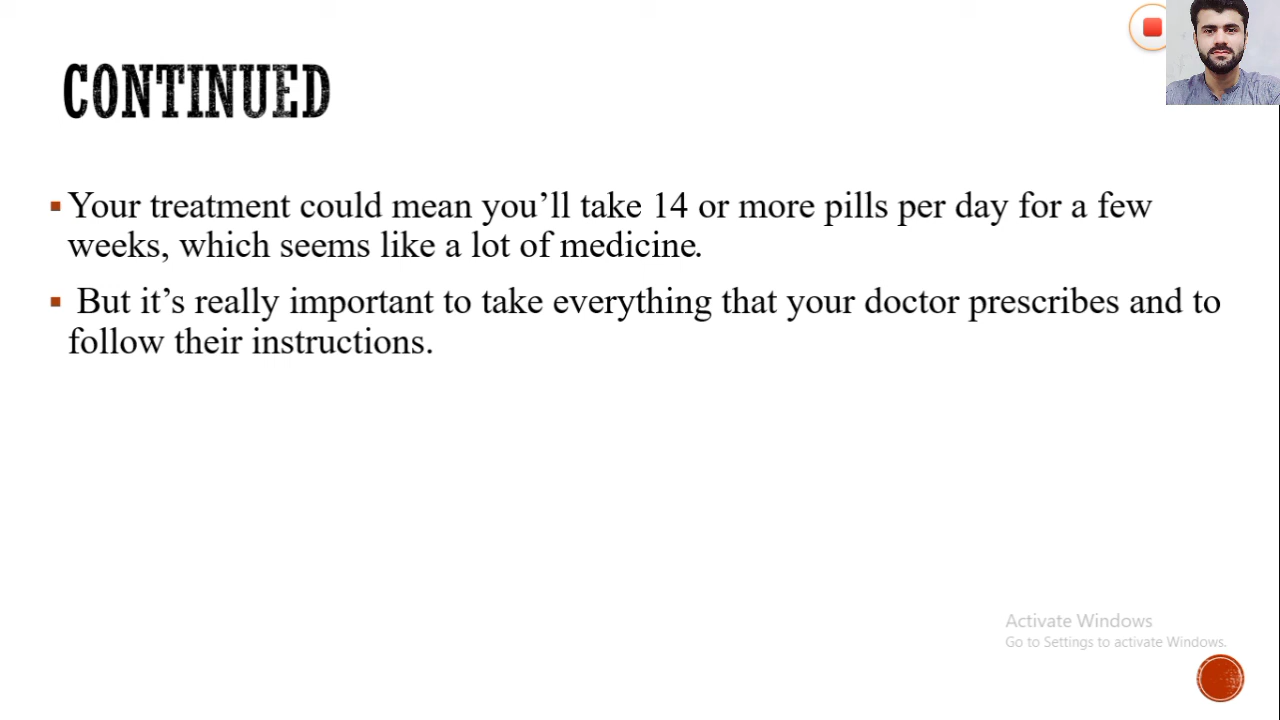 CONTINUED
▪ Your treatment could mean you’ll take 14 or more pills per day for a few
weeks, which seems like a lot of medicine.
▪ But it’s really important to take everything that your doctor prescribes and to
follow their instructions.
Activate Windows
Go to Settings to activate Windows.